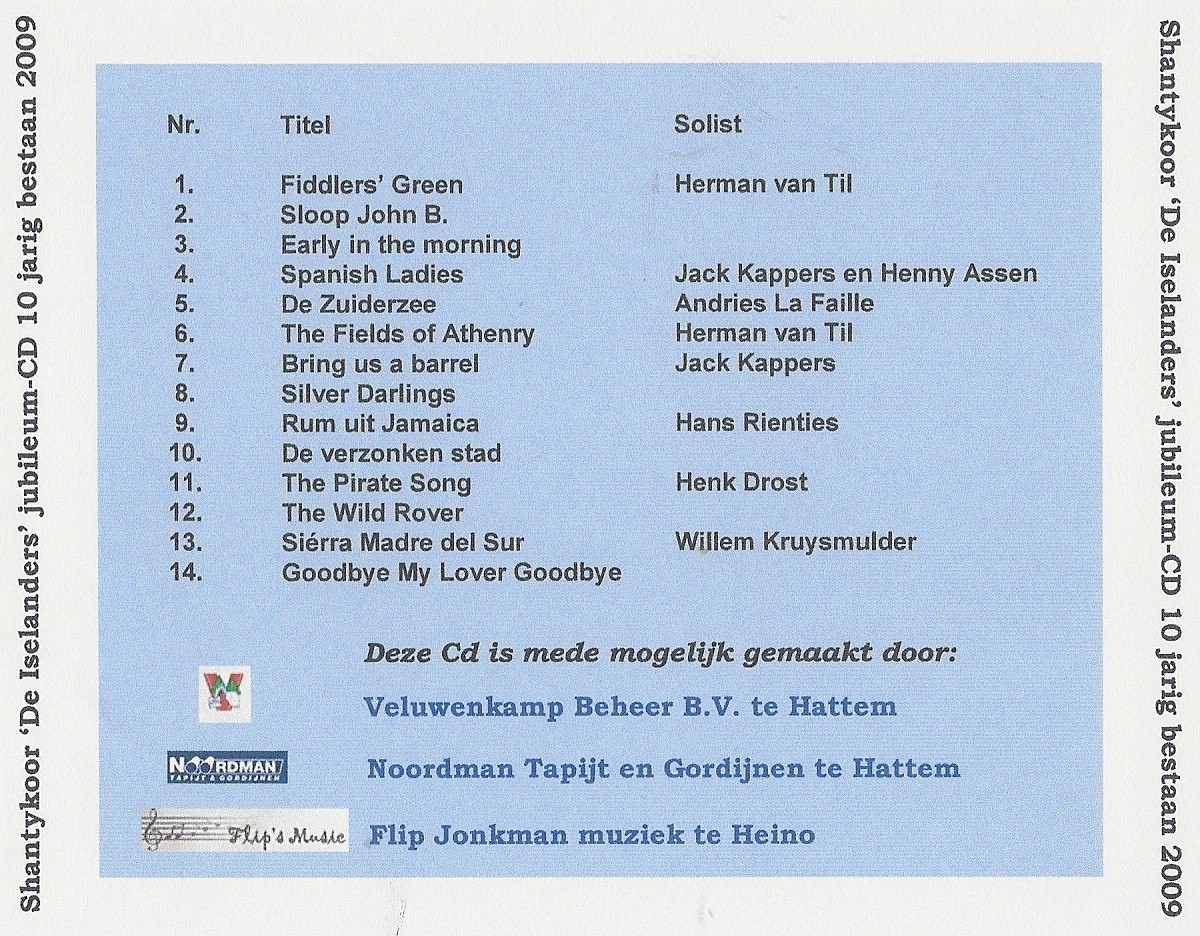 Shantykoor ‘De Iselanders’ jubileum-CD 10 jarig bestaan 2009
Nr. Titel Solist
1. Fiddlers’ Green Herman van Til
2. Sloop John B.
3. Early in the morning
4. Spanish Ladies Jack Kappers en Henny Assen
5. De Zuiderzee Andries La Faille
6. The Fields of Athenry Herman van Til
7. Bring us a barrel Jack Kappers
8. Silver Darlings
9. Rum uit Jamaica Hans Rienties
10. De verzonken stad
11. The Pirate Song Henk Drost
12. The Wild Rover
13. Siérra Madre del Sur Willem Kruysmulder
14. Goodbye My Lover Goodbye
Deze Cd is mede mogelijk gemaakt door:
Veluwenkamp Beheer B.V. te Hattem
NOORDMAN
TAPIJT & GORDIJNEN
Noordman Tapijt en Gordijnen te Hattem
Flip's Music
Flip Jonkman muziek te Heino
Shantykoor ‘De Iselanders’ jubileum-CD 10 jarig bestaan 2009